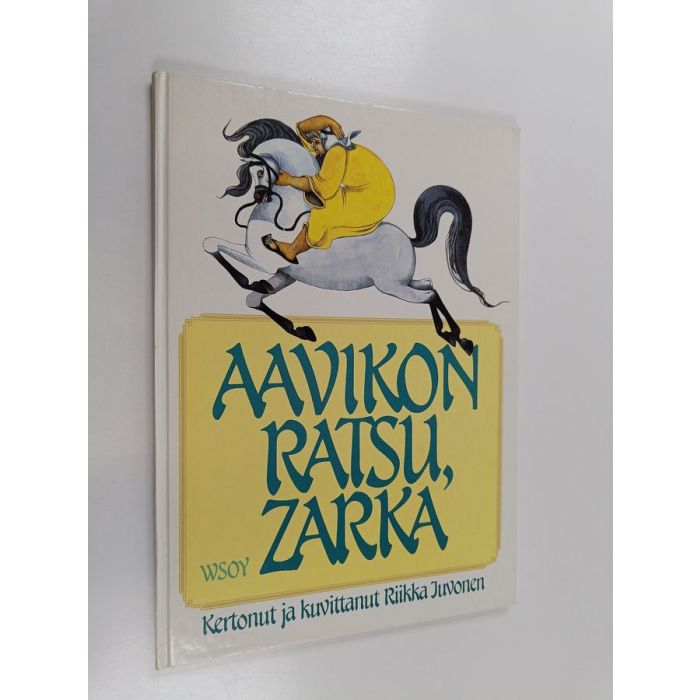 AAVIKON
RATSU,
ZARKA
WSOY
Kertonut ja kuvittanut Riikka Juvonen